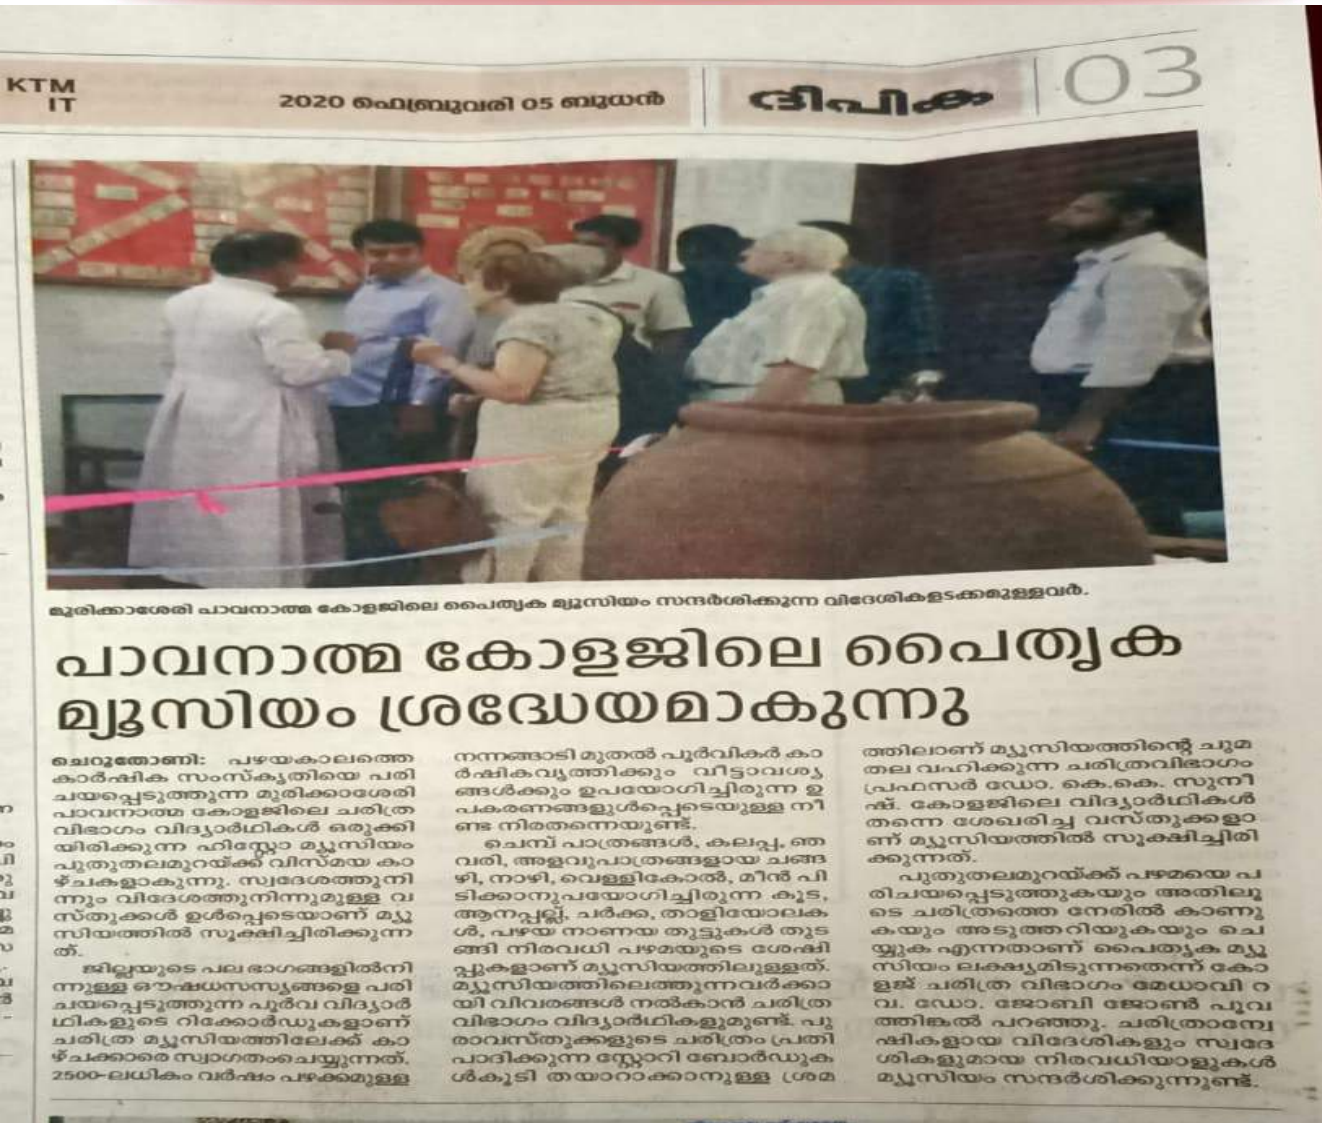 KTM
IT
2020 ഫെബ്രുവരി 05 ബുധൻ
ദീപിക
03
മുരിക്കാശേരി പാവനാത്മ കോളജിലെ പൈതൃക മ്യൂസിയം സന്ദർശിക്കുന്ന വിദേശികളടക്കമുള്ളവർ.
പാവനാത്മ കോളജിലെ പൈതൃക
മ്യൂസിയം ശ്രദ്ധേയമാകുന്നു
ചെറുതോണി: പഴയകാലത്തെ
കാർഷിക സംസ്കൃതിയെ പരി
ചയപ്പെടുത്തുന്ന മുരിക്കാശേരി
പാവനാത്മ കോളജിലെ ചരിത്ര
വിഭാഗം വിദ്യാർഥികൾ ഒരുക്കി
യിരിക്കുന്ന ഹിസ്റ്റോ മ്യൂസിയം
പുതുതലമുറയ്ക്ക് വിസ്മയ കാ
ഴ്ചകളാകുന്നു. സ്വദേശത്തുനി
ന്നും വിദേശത്തുനിന്നുമുള്ള വ
സ്തുക്കൾ ഉൾപ്പെടെയാണ് മ്യൂ
സിയത്തിൽ സൂക്ഷിച്ചിരിക്കുന്ന
ത്.
ജില്ലയുടെ പല ഭാഗങ്ങളിൽനി
ന്നുള്ള ഔഷധസസ്യങ്ങളെ പരി
ചയപ്പെടുത്തുന്ന പൂർവ വിദ്യാർ
ഥികളുടെ റിക്കോർഡുകളാണ്
ചരിത്ര മ്യൂസിയത്തിലേക്ക് കാ
ഴ്ചക്കാരെ സ്വാഗതംചെയ്യുന്നത്.
2500-ലധികം വർഷം പഴക്കമുള്ള
നന്നങ്ങാടി മുതൽ പൂർവികർ കാ
ർഷികവൃത്തിക്കും വീട്ടാവശ്യ
ങ്ങൾക്കും ഉപയോഗിച്ചിരുന്ന ഉ
പകരണങ്ങളുൾപ്പെടെയുള്ള നീ
ണ്ട നിരതന്നെയുണ്ട്.
ചെമ്പ് പാത്രങ്ങൾ, കലപ്പ, ഞ
വരി, അളവുപാത്രങ്ങളായ ചങ്ങ
ഴി, നാഴി, വെള്ളികോൽ, മീൻ പി
ടിക്കാനുപയോഗിച്ചിരുന്ന കൂട,
ആനപ്പല്ല്, ചർക്ക, താളിയോലക
ൾ, പഴയ നാണയ തുട്ടുകൾ തുട
ങ്ങി നിരവധി പഴമയുടെ ശേഷി
പ്പുകളാണ് മ്യൂസിയത്തിലുള്ളത്.
മ്യൂസിയത്തിലെത്തുന്നവർക്കാ
യി വിവരങ്ങൾ നൽകാൻ ചരിത്ര
വിഭാഗം വിദ്യാർഥികളുമുണ്ട്. പു
രാവസ്തുക്കളുടെ ചരിത്രം പ്രതി
പാദിക്കുന്ന സ്റ്റോറി ബോർഡുക
ൾകൂടി തയാറാക്കാനുള്ള ശ്രമ
ത്തിലാണ് മ്യൂസിയത്തിന്റെ ചുമ
തല വഹിക്കുന്ന ചരിത്രവിഭാഗം
പ്രഫസർ ഡോ. കെ.കെ. സുനീ
ഷ്. കോളജിലെ വിദ്യാർഥികൾ
തന്നെ ശേഖരിച്ച വസ്തുക്കളാ
ണ് മ്യൂസിയത്തിൽ സൂക്ഷിച്ചിരി
ക്കുന്നത്.
പുതുതലമുറയ്ക്ക് പഴമയെ പ
രിചയപ്പെടുത്തുകയും അതിലൂ
ടെ ചരിത്രത്തെ നേരിൽ കാണു
കയും അടുത്തറിയുകയും ചെ
യ്യുക എന്നതാണ് പൈതൃക മ്യൂ
സിയം ലക്ഷ്യമിടുന്നതെന്ന് കോ
ളജ് ചരിത്ര വിഭാഗം മേധാവി റ
വ. ഡോ. ജോബി ജോൺ പൂവ
ത്തിങ്കൽ പറഞ്ഞു. ചരിത്രാന്വേ
ഷികളായ വിദേശികളും സ്വദേ
ശികളുമായ നിരവധിയാളുകൾ
മ്യൂസിയം സന്ദർശിക്കുന്നുണ്ട്.